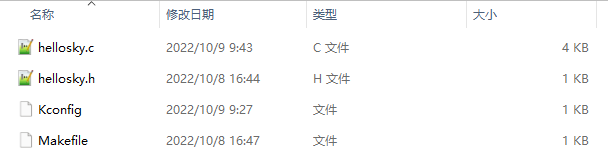 名称 修改日期 类型 大小
hellosky.c 2022/10/9 9:43 C 文件 4 KB
hellosky.h 2022/10/8 16:44 H 文件 1 KB
Kconfig 2022/10/9 9:27 文件 1 KB
Makefile 2022/10/8 16:47 文件 1 KB